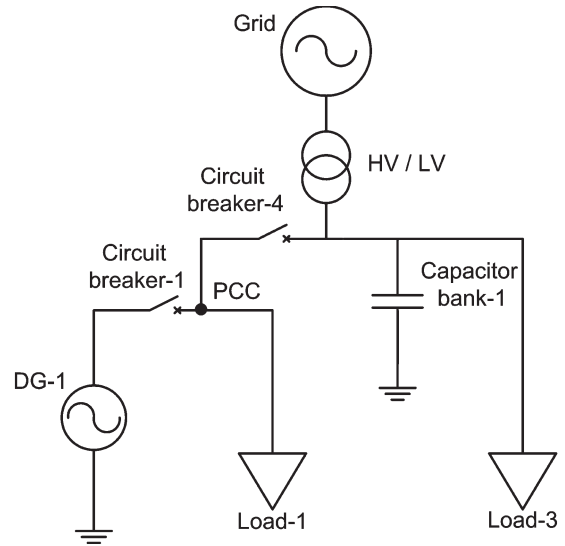 Grid
HV / LV
Circuit
breaker-4
Circuit
breaker-1
PCC
Capacitor
bank-1
DG-1
Load-1
Load-3